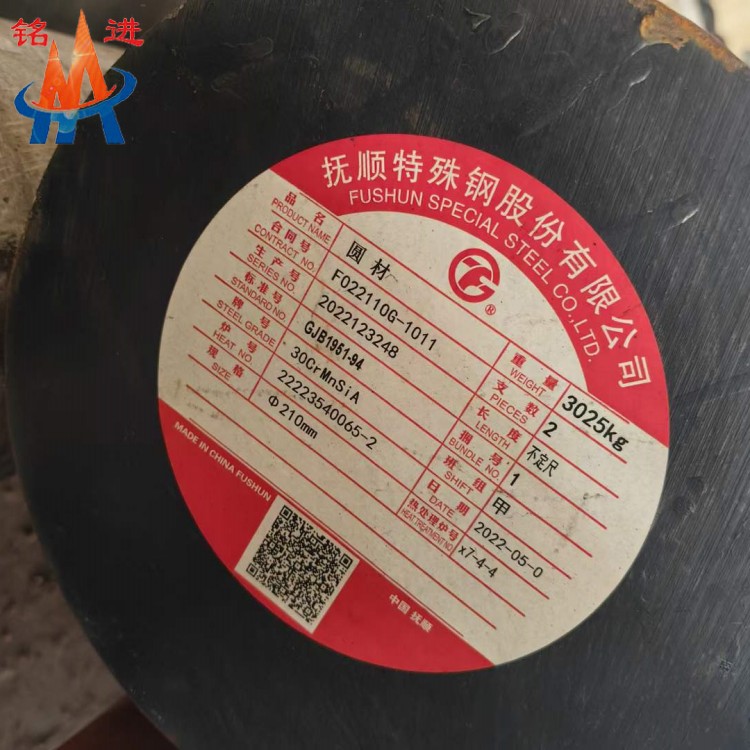 铭 进
抚顺特殊钢股份有限公司
FUSHUN SPECIAL STEEL CO.,LTD.
®
品名 圆材
PRODUCT NAME
合同号 F022110G-1011
CONTRACT NO.
生产号 2022123248
SERIES NO.
标准号 GJB1951-94
STANDARD NO.
牌号 30CrMnSiA
STEEL GRADE
炉号 22223540065-2
HEAT NO.
规格 Φ210mm
SIZE
重量 3025kg
WEIGHT
支数 2
PIECES
长度 不定尺
LENGTH
捆号 1
BUNDLE NO.
班组 甲
SHIFT
日期 2022-05-0
DATE
热处理炉号 x7-4-4
HEAT TREATMENT NO.
MADE IN CHINA FUSHUN
中国 抚顺